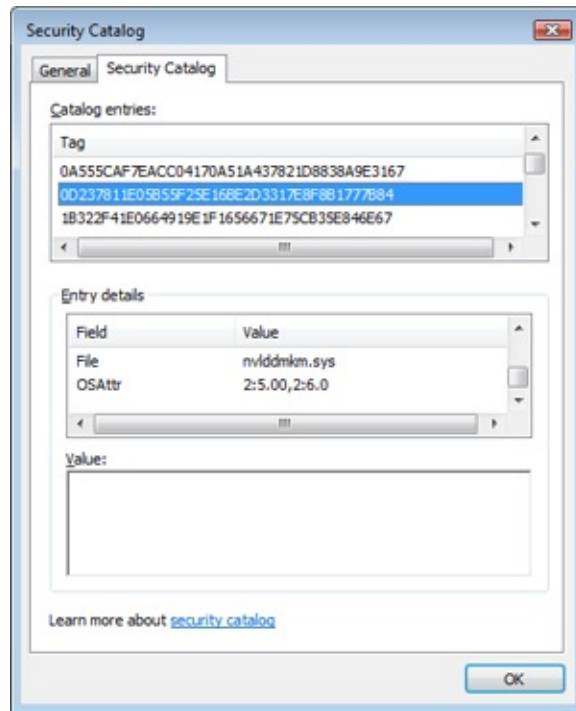 Security Catalog
General Security Catalog
Catalog entries:
Tag
0A555CAF7EACC04170A51A437821D8838A9E3167
0D237811E05B55F25E16BE2D3317E8F8B1777B84
1B322F41E0664919E1F1656671E75CB35E846E67
Entry details
Field Value
File nvlddmkm.sys
OSAttr 2:5.00,2:6.0
Value:
Learn more about security catalog
OK